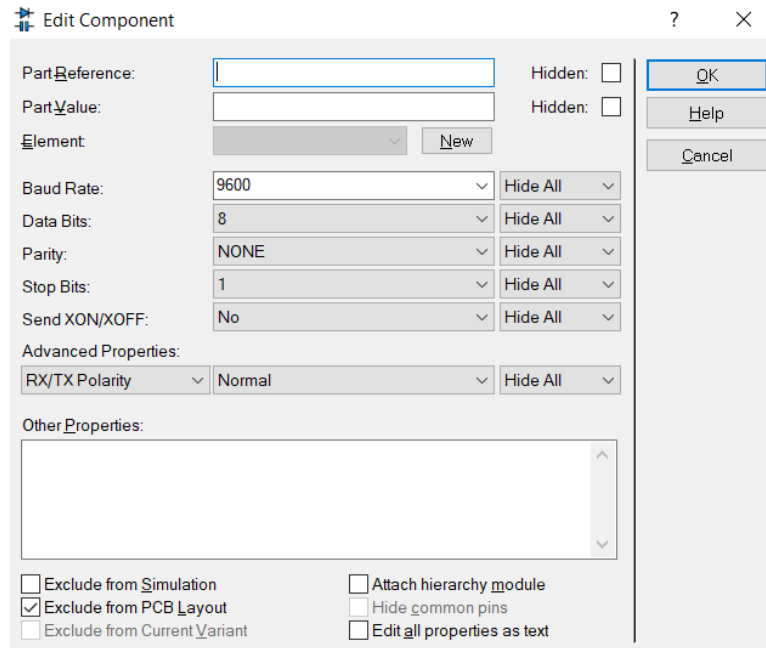 Edit Component ? ×
Part Reference: Hidden: OK
Part Value: Hidden: Help
Element: New
Cancel
Baud Rate: 9600 Hide All
Data Bits: 8 Hide All
Parity: NONE Hide All
Stop Bits: 1 Hide All
Send XON/XOFF: No Hide All
Advanced Properties:
RX/TX Polarity Normal Hide All
Other Properties:
Exclude from Simulation Attach hierarchy module
Exclude from PCB Layout Hide common pins
Exclude from Current Variant Edit all properties as text